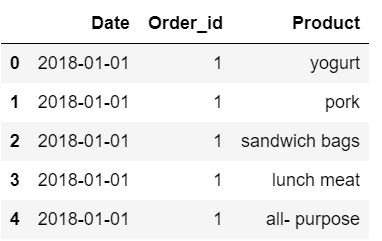 Date Order_id Product
0 2018-01-01 1 yogurt
1 2018-01-01 1 pork
2 2018-01-01 1 sandwich bags
3 2018-01-01 1 lunch meat
4 2018-01-01 1 all- purpose